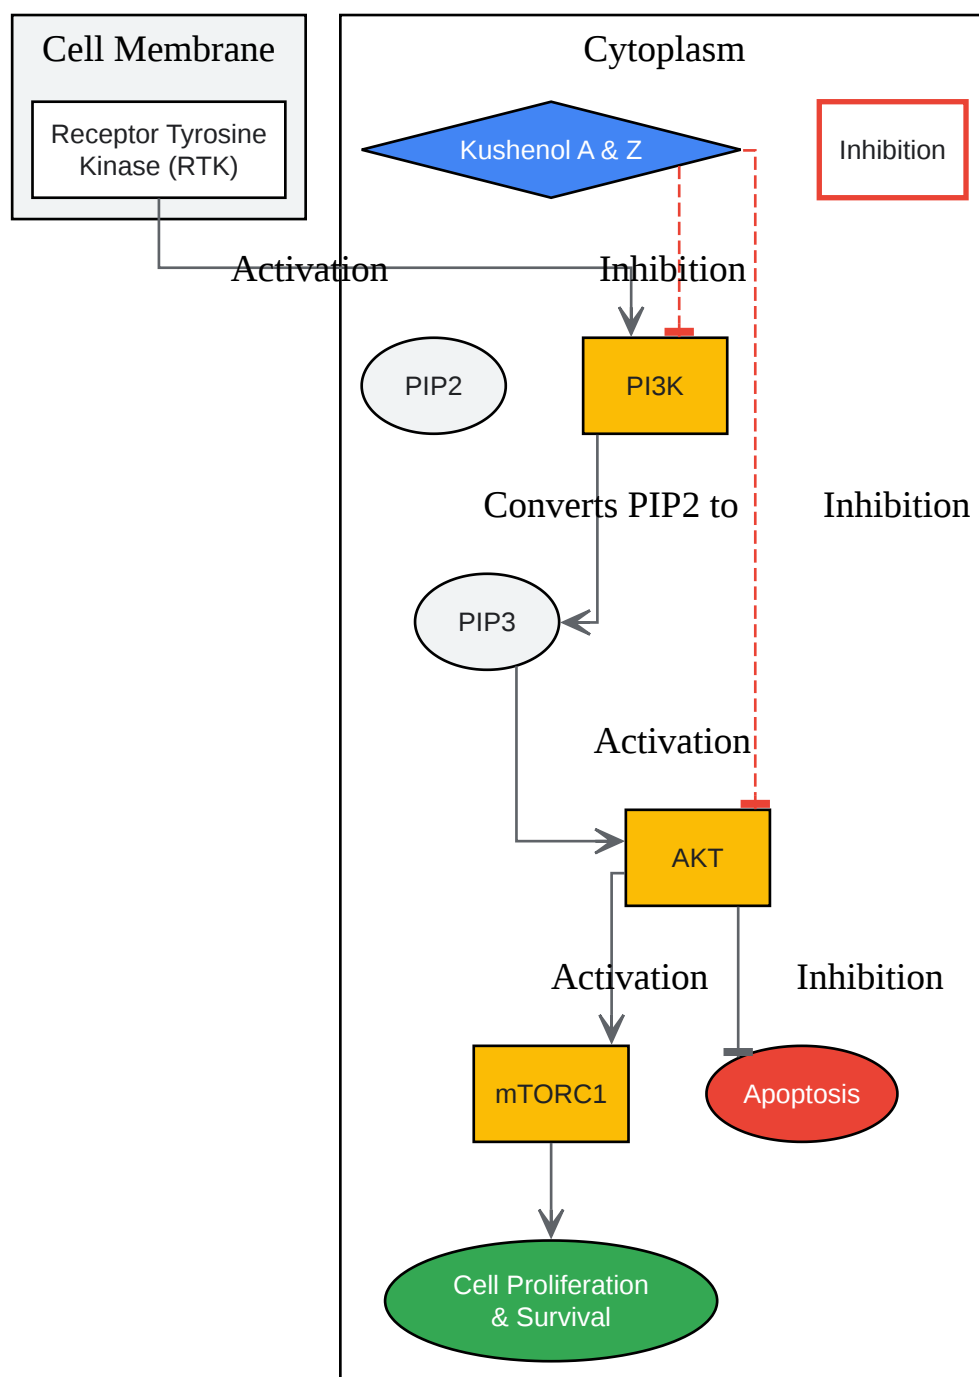 Cell Membrane
Cytoplasm
Receptor Tyrosine
Kinase (RTK)
Kushenol A & Z
Inhibition
Activation
Inhibition
PIP2
PI3K
Converts PIP2 to
Inhibition
PIP3
Activation
AKT
Activation
Inhibition
mTORC1
Apoptosis
Cell Proliferation
& Survival